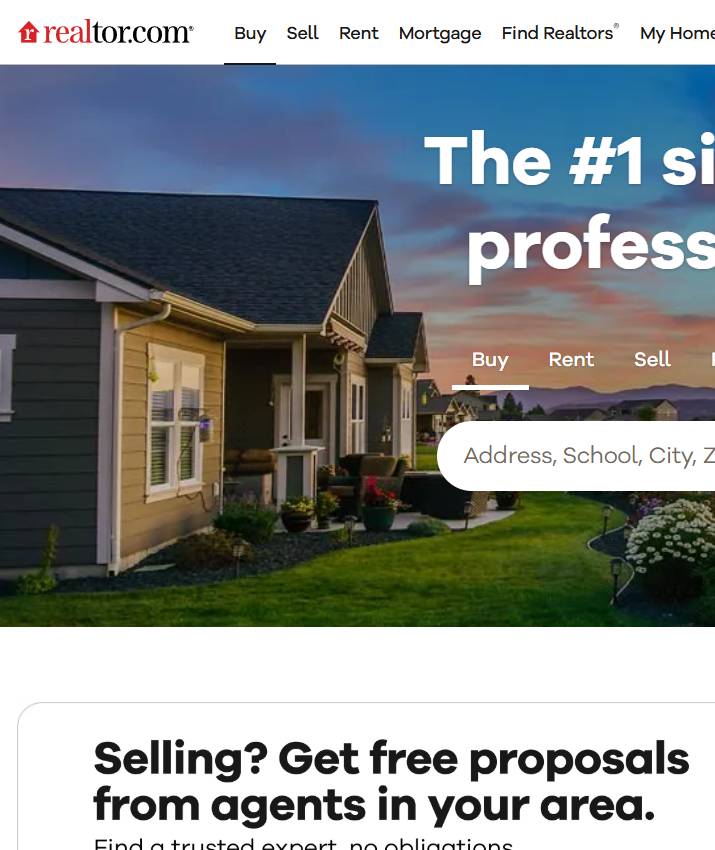 realtor.com® Buy Sell Rent Mortgage Find Realtors® My Home
The #1 si
profess
Buy Rent Sell
Address, School, City, Z
Selling? Get free proposals
from agents in your area.
Find a trusted expert, no obligations